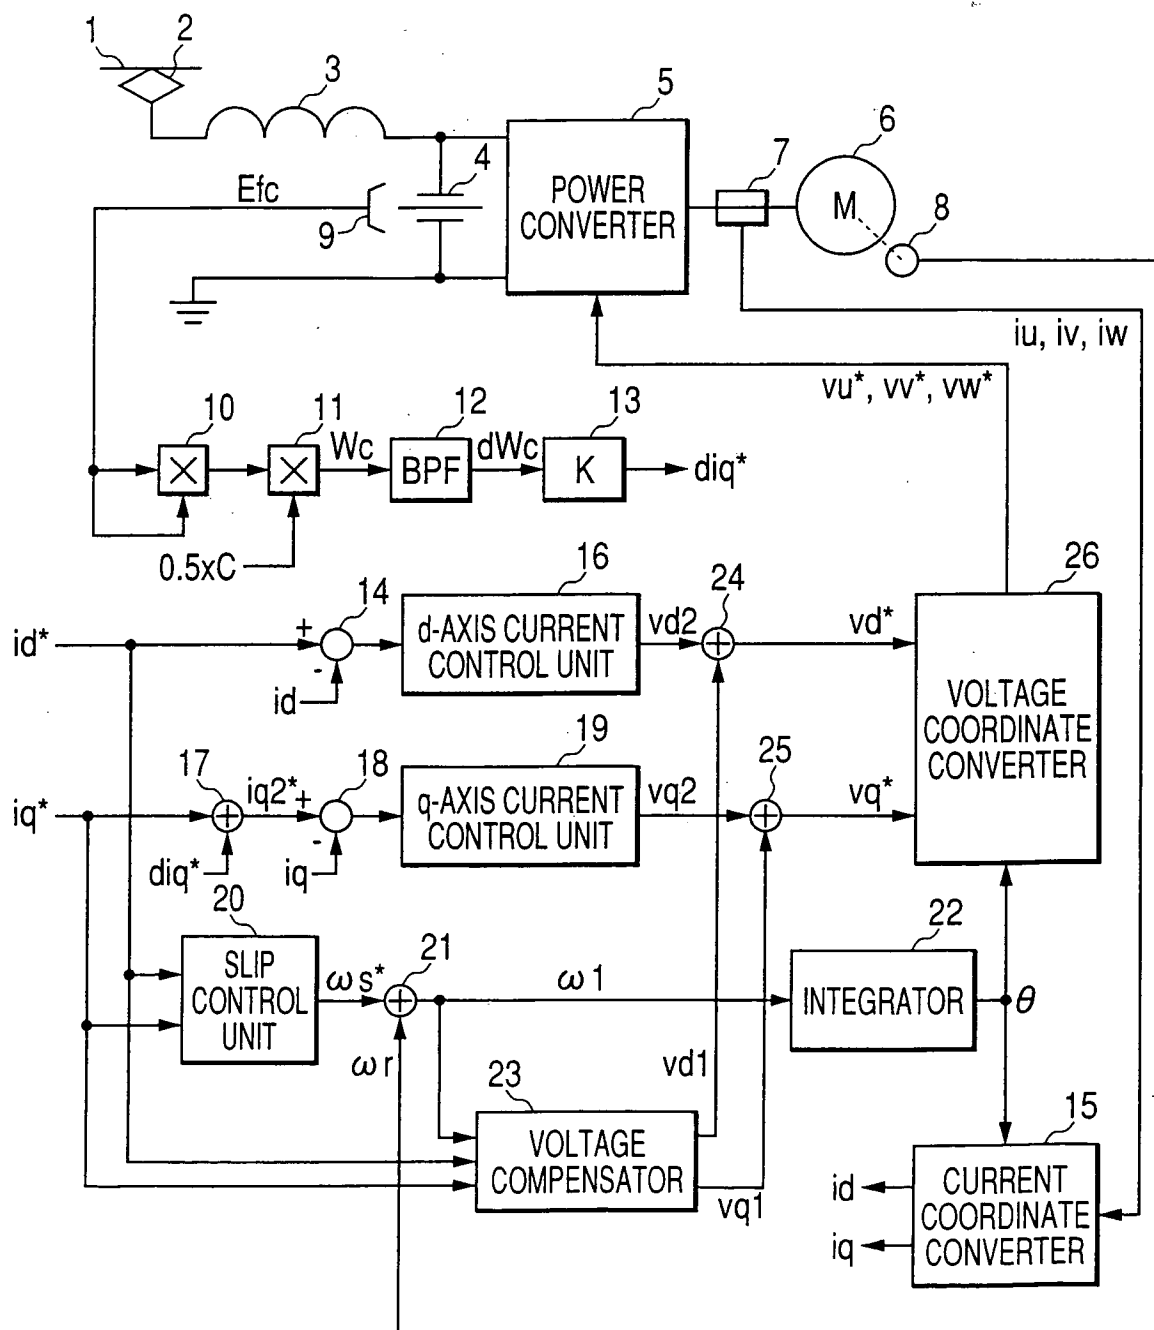 1
2
3
5
6
7
4
8
POWER
CONVERTER
M
Efc
9
iu, iv, iw
vu*, vv*, vw*
10
11
12
13
Wc
dWc
×
×
BPF
K
diq*
0.5xC
14
16
24
26
id*
+
-
d-AXIS CURRENT
CONTROL UNIT
vd2
+
vd*
id
VOLTAGE
COORDINATE
CONVERTER
17
18
19
25
iq*
+
iq2*
+
-
q-AXIS CURRENT
CONTROL UNIT
vq2
+
vq*
diq*
iq
20
21
22
SLIP
CONTROL
UNIT
ωs*
+
ω1
INTEGRATOR
θ
ωr
vd1
23
15
VOLTAGE
COMPENSATOR
vq1
id
iq
CURRENT
COORDINATE
CONVERTER